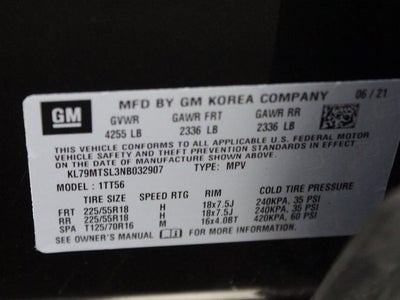 GM MFD BY GM KOREA COMPANY 06/21
GVWR GAWR FRT GAWR RR
4255 LB 2336 LB 2336 LB
THIS VEHICLE CONFORMS TO ALL APPLICABLE U.S. FEDERAL MOTOR
VEHICLE SAFETY AND THEFT PREVENTION STANDARDS IN EFFECT
ON THE DATE OF MANUFACTURE SHOWN ABOVE.
KL79MTSL3NB032907 TYPE: MPV
MODEL: 1TT56
TIRE SIZE SPEED RTG RIM COLD TIRE PRESSURE
FRT 225/55R18 H 18x7.5J 240KPA, 35 PSI
RR 225/55R18 H 18x7.5J 240KPA, 35 PSI
SPA T125/70R16 M 16x4.0BT 420KPA, 60 PSI
SEE OWNER'S MANUAL FOR MORE INFORMATION.